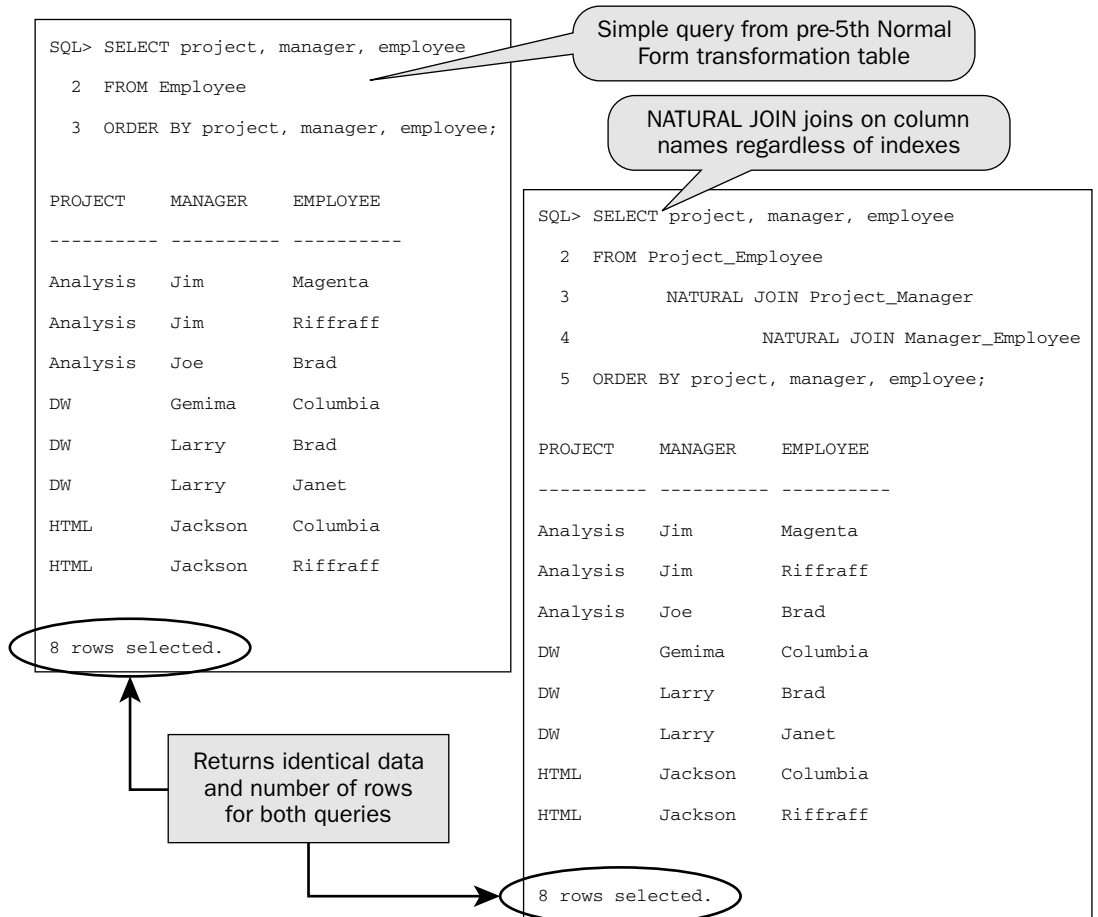 Simple query from pre-5th Normal
Form transformation table
SQL> SELECT project, manager, employee
2 FROM Employee
3 ORDER BY project, manager, employee;
PROJECT MANAGER EMPLOYEE
---------- ---------- ----------
Analysis Jim Magenta
Analysis Jim Riffraff
Analysis Joe Brad
DW Gemima Columbia
DW Larry Brad
DW Larry Janet
HTML Jackson Columbia
HTML Jackson Riffraff
8 rows selected.
NATURAL JOIN joins on column
names regardless of indexes
SQL> SELECT project, manager, employee
2 FROM Project_Employee
3 NATURAL JOIN Project_Manager
4 NATURAL JOIN Manager_Employee
5 ORDER BY project, manager, employee;
PROJECT MANAGER EMPLOYEE
---------- ---------- ----------
Analysis Jim Magenta
Analysis Jim Riffraff
Analysis Joe Brad
DW Gemima Columbia
DW Larry Brad
DW Larry Janet
HTML Jackson Columbia
HTML Jackson Riffraff
8 rows selected.
Returns identical data
and number of rows
for both queries